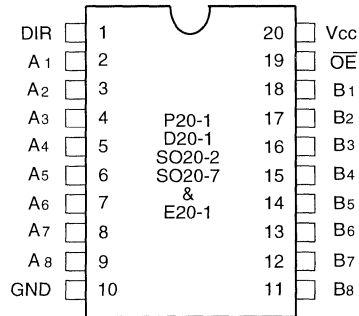 DIR 1 20 Vcc
A1 2 19 OE
A2 3 18 B1
A3 4 17 B2
A4 5 16 B3
A5 6 15 B4
A6 7 14 B5
A7 8 13 B6
A8 9 12 B7
GND 10 11 B8
P20-1
D20-1
SO20-2
SO20-7
&
E20-1